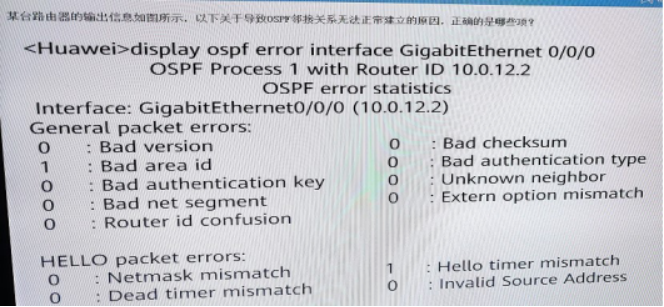 某台路由器的输出信息如图所示，以下关于导致OSPF邻接关系无法正常建立的原因，正确的是哪些项？
<Huawei>display ospf error interface GigabitEthernet 0/0/0
OSPF Process 1 with Router ID 10.0.12.2
OSPF error statistics
Interface: GigabitEthernet0/0/0 (10.0.12.2)
General packet errors:
0 : Bad version 0 : Bad checksum
1 : Bad area id 0 : Bad authentication type
0 : Bad authentication key 0 : Unknown neighbor
0 : Bad net segment 0 : Extern option mismatch
0 : Router id confusion
HELLO packet errors:
0 : Netmask mismatch 1 : Hello timer mismatch
0 : Dead timer mismatch 0 : Invalid Source Address